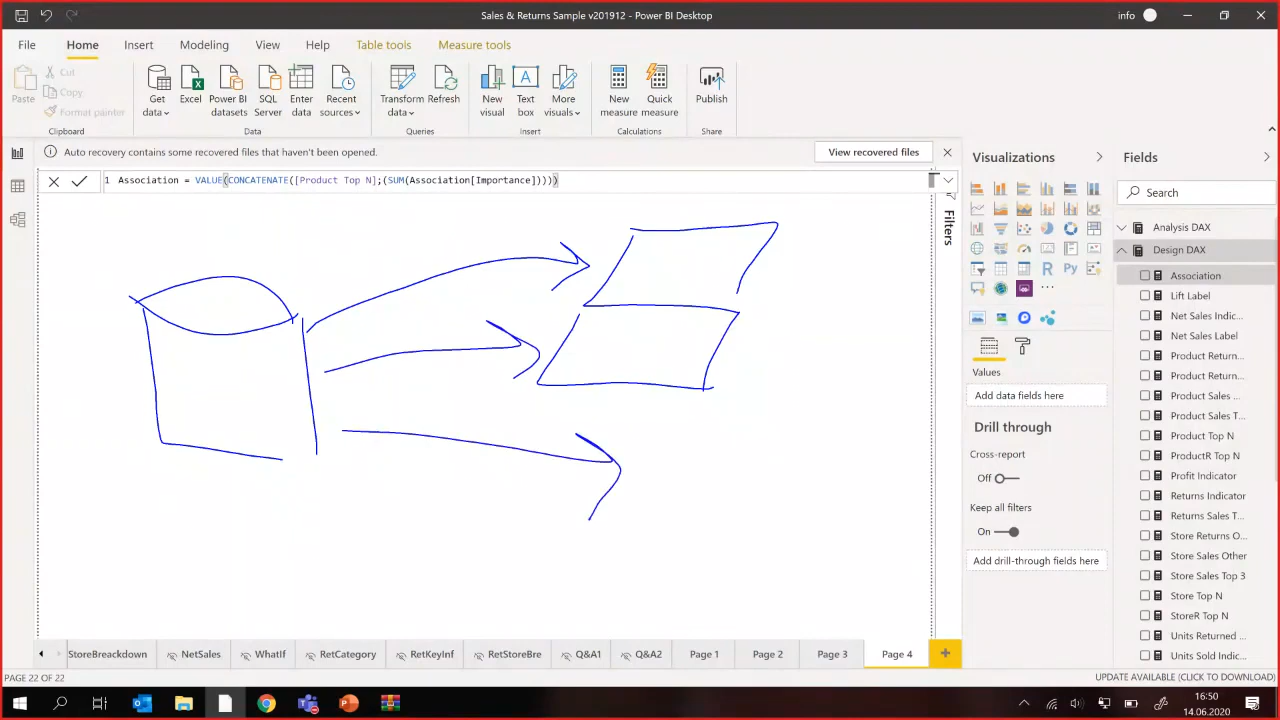 Sales & Returns Sample v201912 - Power BI Desktop
info
File Home Insert Modeling View Help Table tools Measure tools
Paste
Cut
Copy
Format painter
Get data
Excel
Power BI datasets
SQL Server
Enter data
Recent sources
Transform data
Refresh
New visual
Text box
More visuals
New measure
Quick measure
Publish
Clipboard
Data
Queries
Insert
Calculations
Share
Auto recovery contains some recovered files that haven't been opened.
View recovered files
1 Association = VALUE(CONCATENATE([Product Top N];(SUM(Association[Importance]))))
Filters
Visualizations
R
Py
Values
Add data fields here
Drill through
Cross-report
Off
Keep all filters
On
Add drill-through fields here
Fields
Search
Analysis DAX
Design DAX
Association
Lift Label
Net Sales Indic...
Net Sales Label
Product Return...
Product Return...
Product Sales ...
Product Sales T...
Product Top N
ProductR Top N
Profit Indicator
Returns Indicator
Returns Sales T...
Store Returns O...
Store Sales Other
Store Sales Top 3
Store Top N
StoreR Top N
Units Returned ...
Units Sold Indic...
StoreBreakdown NetSales WhatIf RetCategory RetKeyInf RetStoreBre Q&A1 Q&A2 Page 1 Page 2 Page 3 Page 4 +
PAGE 22 OF 22
UPDATE AVAILABLE (CLICK TO DOWNLOAD)
16:50
14.06.2020